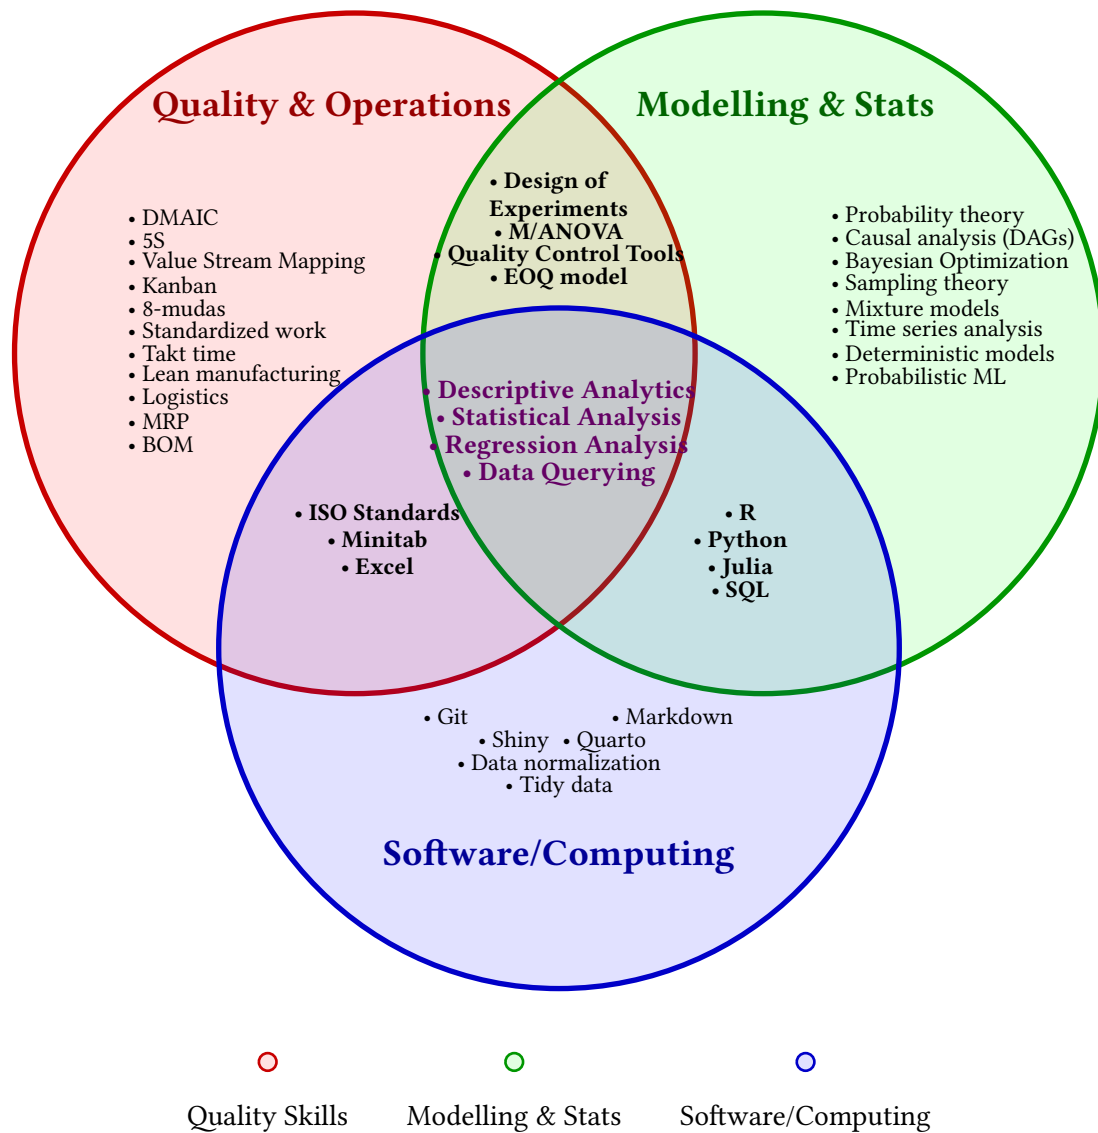 Quality & Operations
Modelling & Stats
• Design of
Experiments
• M/ANOVA
• Quality Control Tools
• EOQ model
• DMAIC
• 5S
• Value Stream Mapping
• Kanban
• 8-mudas
• Standardized work
• Takt time
• Lean manufacturing
• Logistics
• MRP
• BOM
• Probability theory
• Causal analysis (DAGs)
• Bayesian Optimization
• Sampling theory
• Mixture models
• Time series analysis
• Deterministic models
• Probabilistic ML
• Descriptive Analytics
• Statistical Analysis
• Regression Analysis
• Data Querying
• ISO Standards
• Minitab
• Excel
• R
• Python
• Julia
• SQL
• Git • Markdown
• Shiny • Quarto
• Data normalization
• Tidy data
Software/Computing
Quality Skills Modelling & Stats Software/Computing